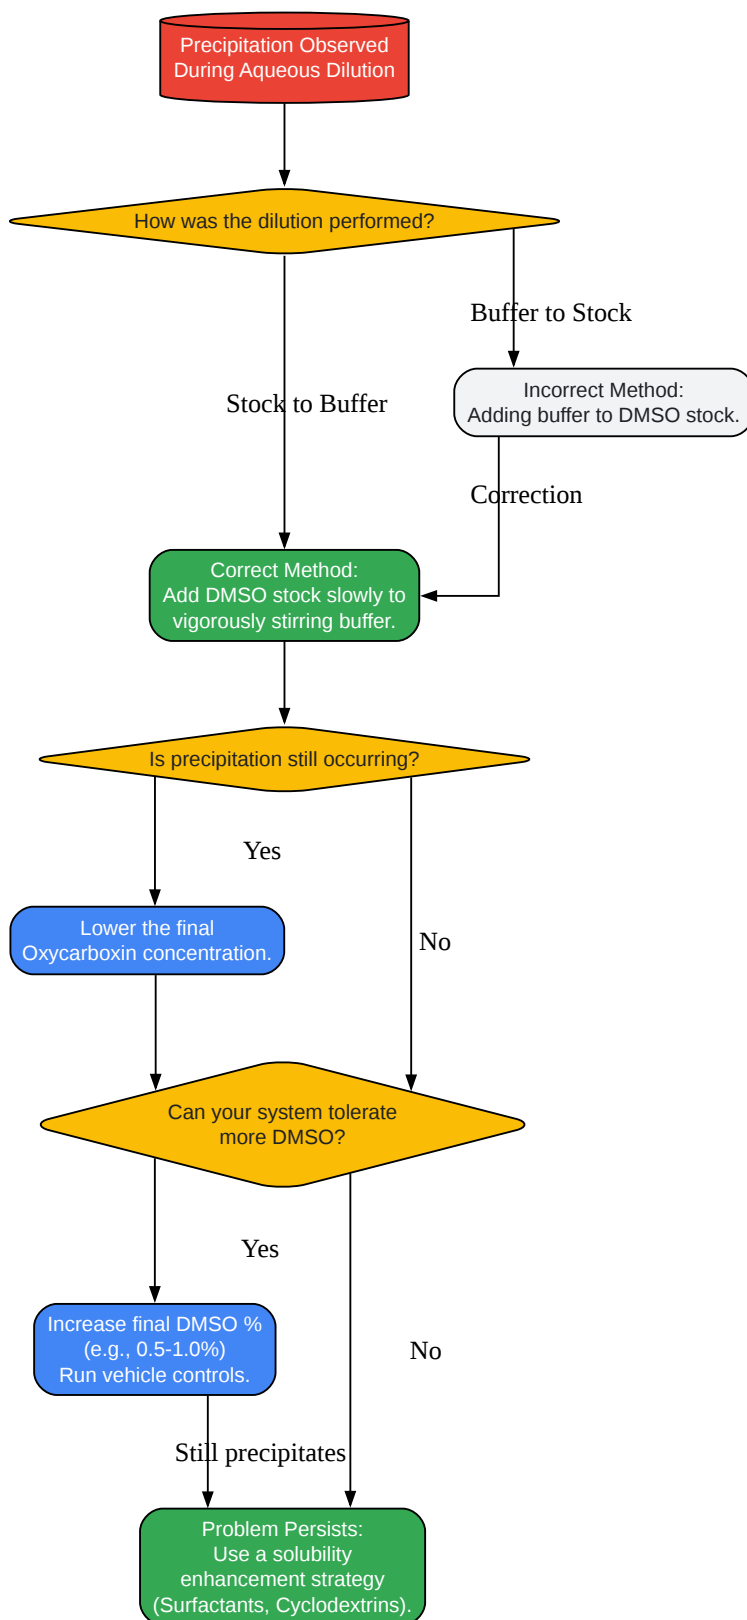 Precipitation Observed
During Aqueous Dilution
How was the dilution performed?
Buffer to Stock
Incorrect Method:
Adding buffer to DMSO stock.
Stock to Buffer
Correction
Correct Method:
Add DMSO stock slowly to
vigorously stirring buffer.
Is precipitation still occurring?
Yes
Lower the final
Oxycarboxin concentration.
No
Can your system tolerate
more DMSO?
Yes
Increase final DMSO %
(e.g., 0.5-1.0%)
Run vehicle controls.
No
Still precipitates
Problem Persists:
Use a solubility
enhancement strategy
(Surfactants, Cyclodextrins).